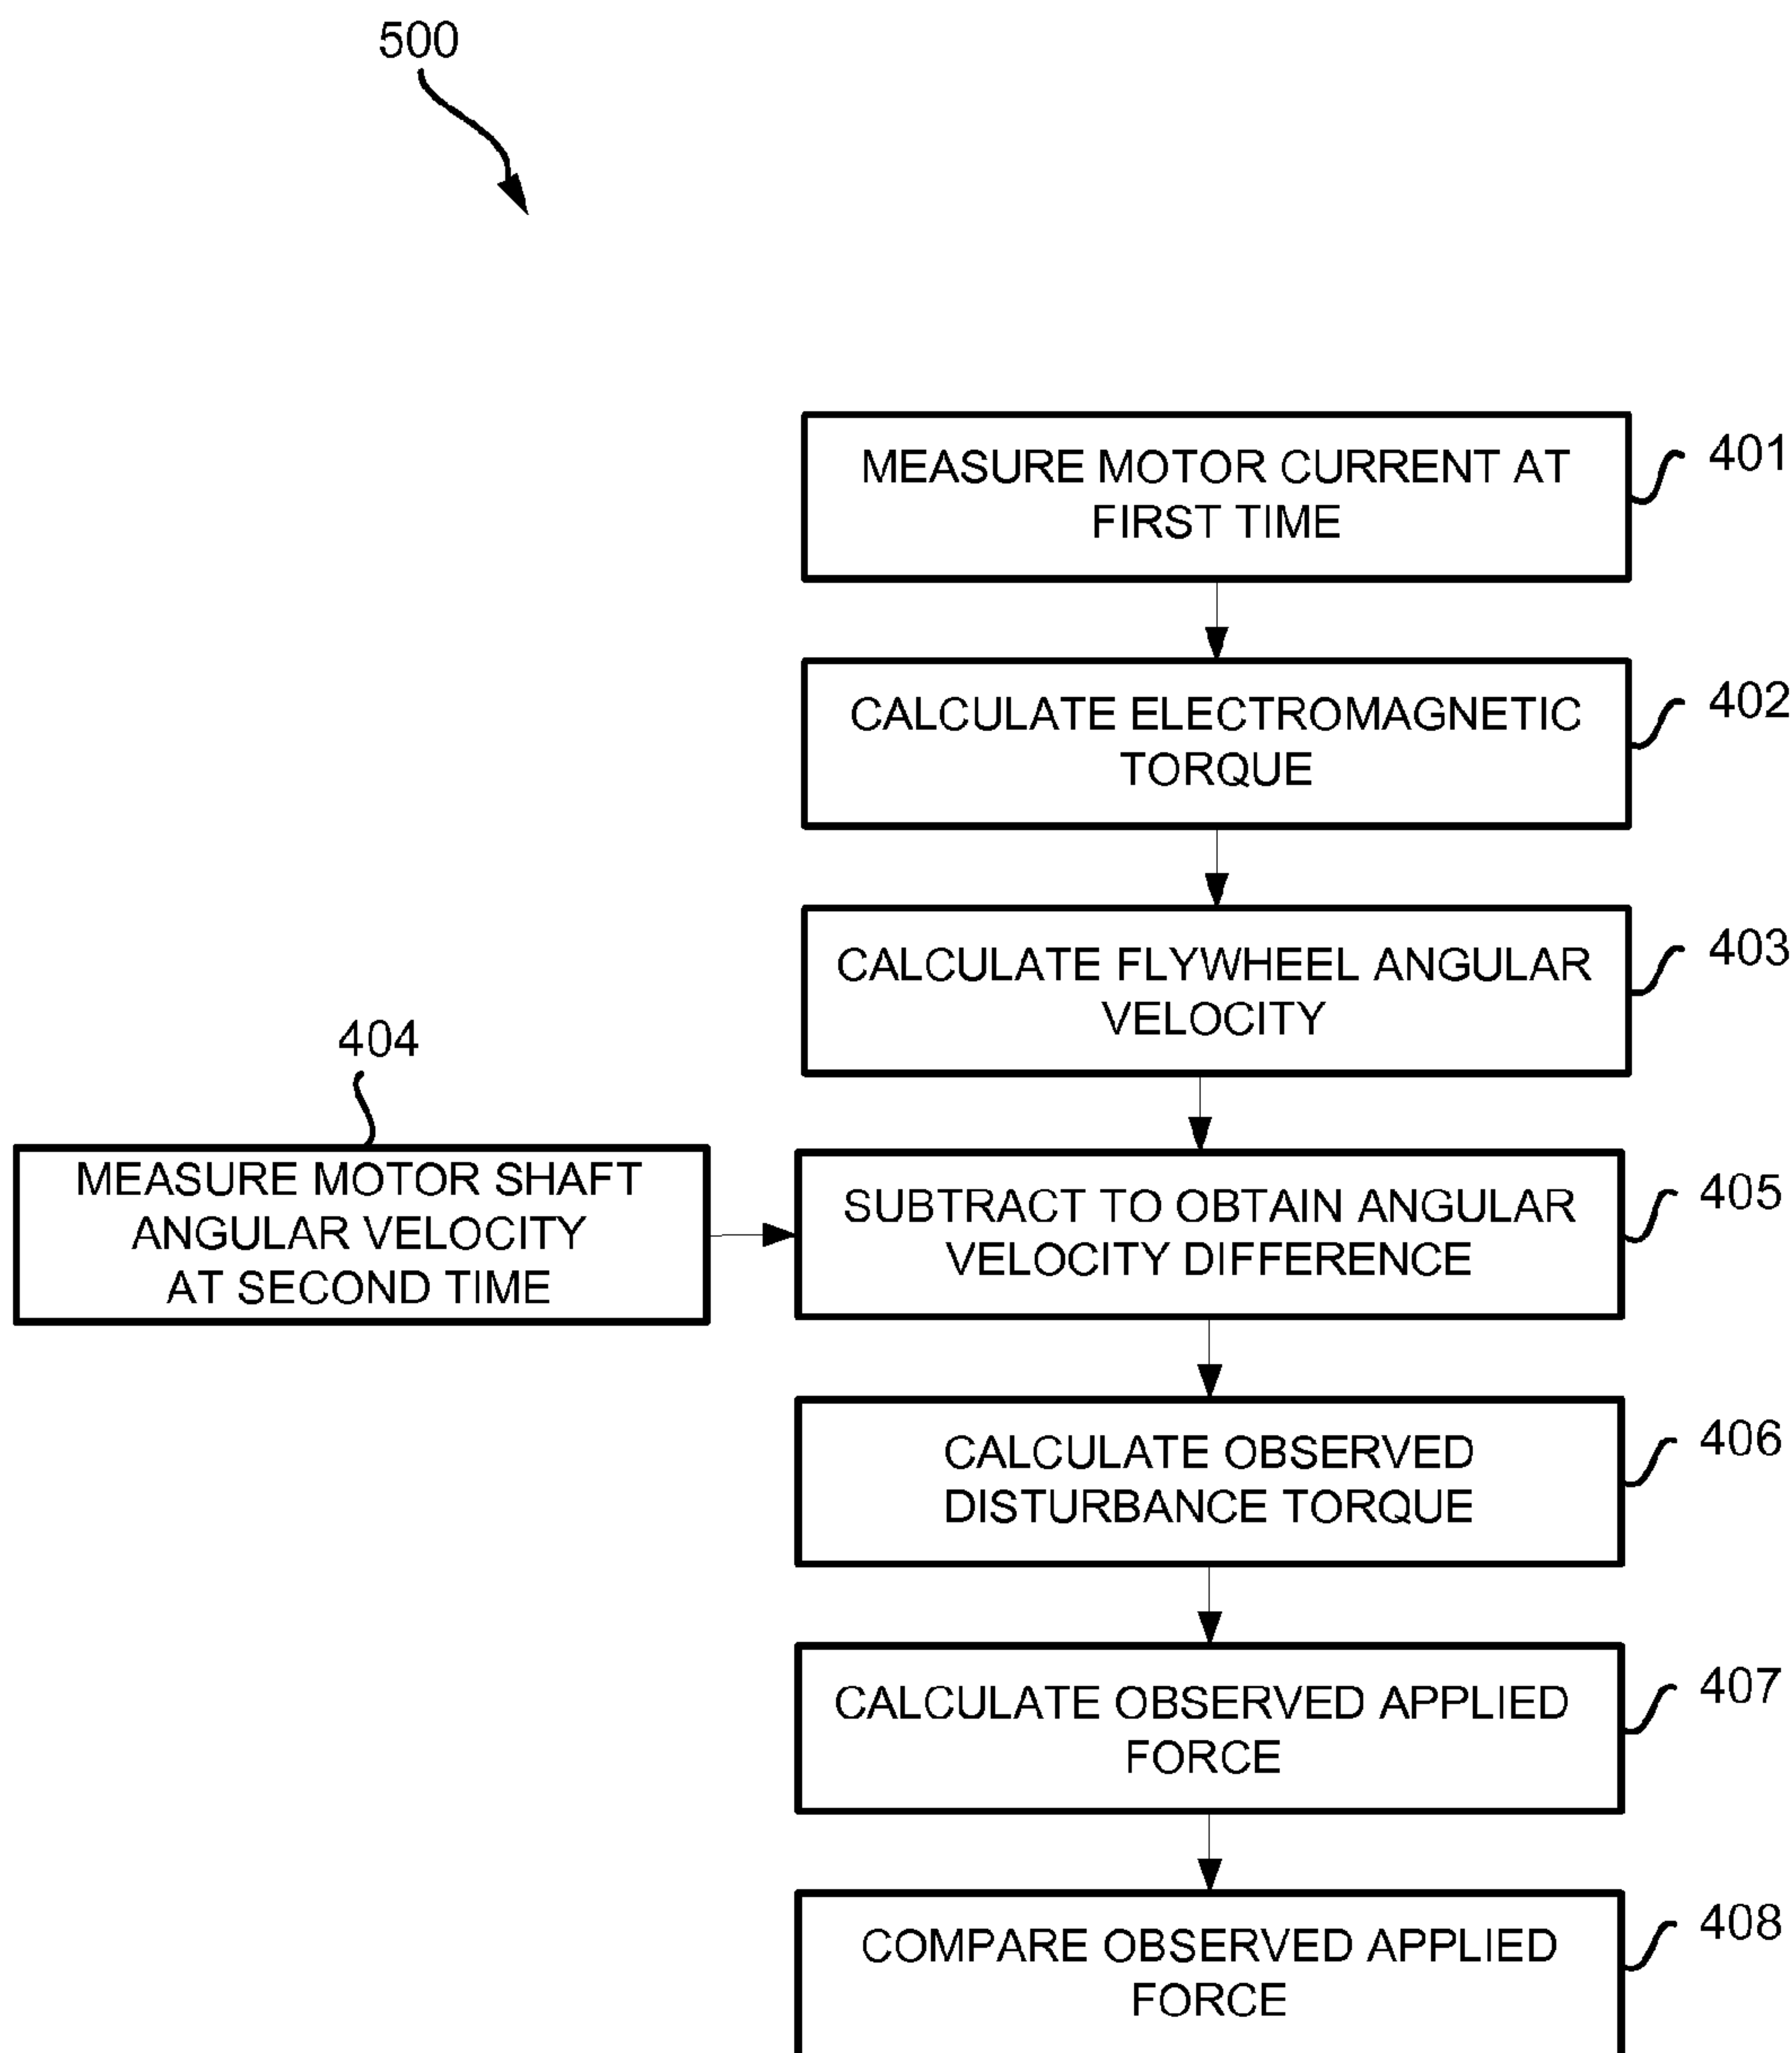 500
MEASURE MOTOR CURRENT AT
FIRST TIME
401
CALCULATE ELECTROMAGNETIC
TORQUE
402
CALCULATE FLYWHEEL ANGULAR
VELOCITY
403
404
MEASURE MOTOR SHAFT
ANGULAR VELOCITY
AT SECOND TIME
SUBTRACT TO OBTAIN ANGULAR
VELOCITY DIFFERENCE
405
CALCULATE OBSERVED
DISTURBANCE TORQUE
406
CALCULATE OBSERVED APPLIED
FORCE
407
COMPARE OBSERVED APPLIED
FORCE
408